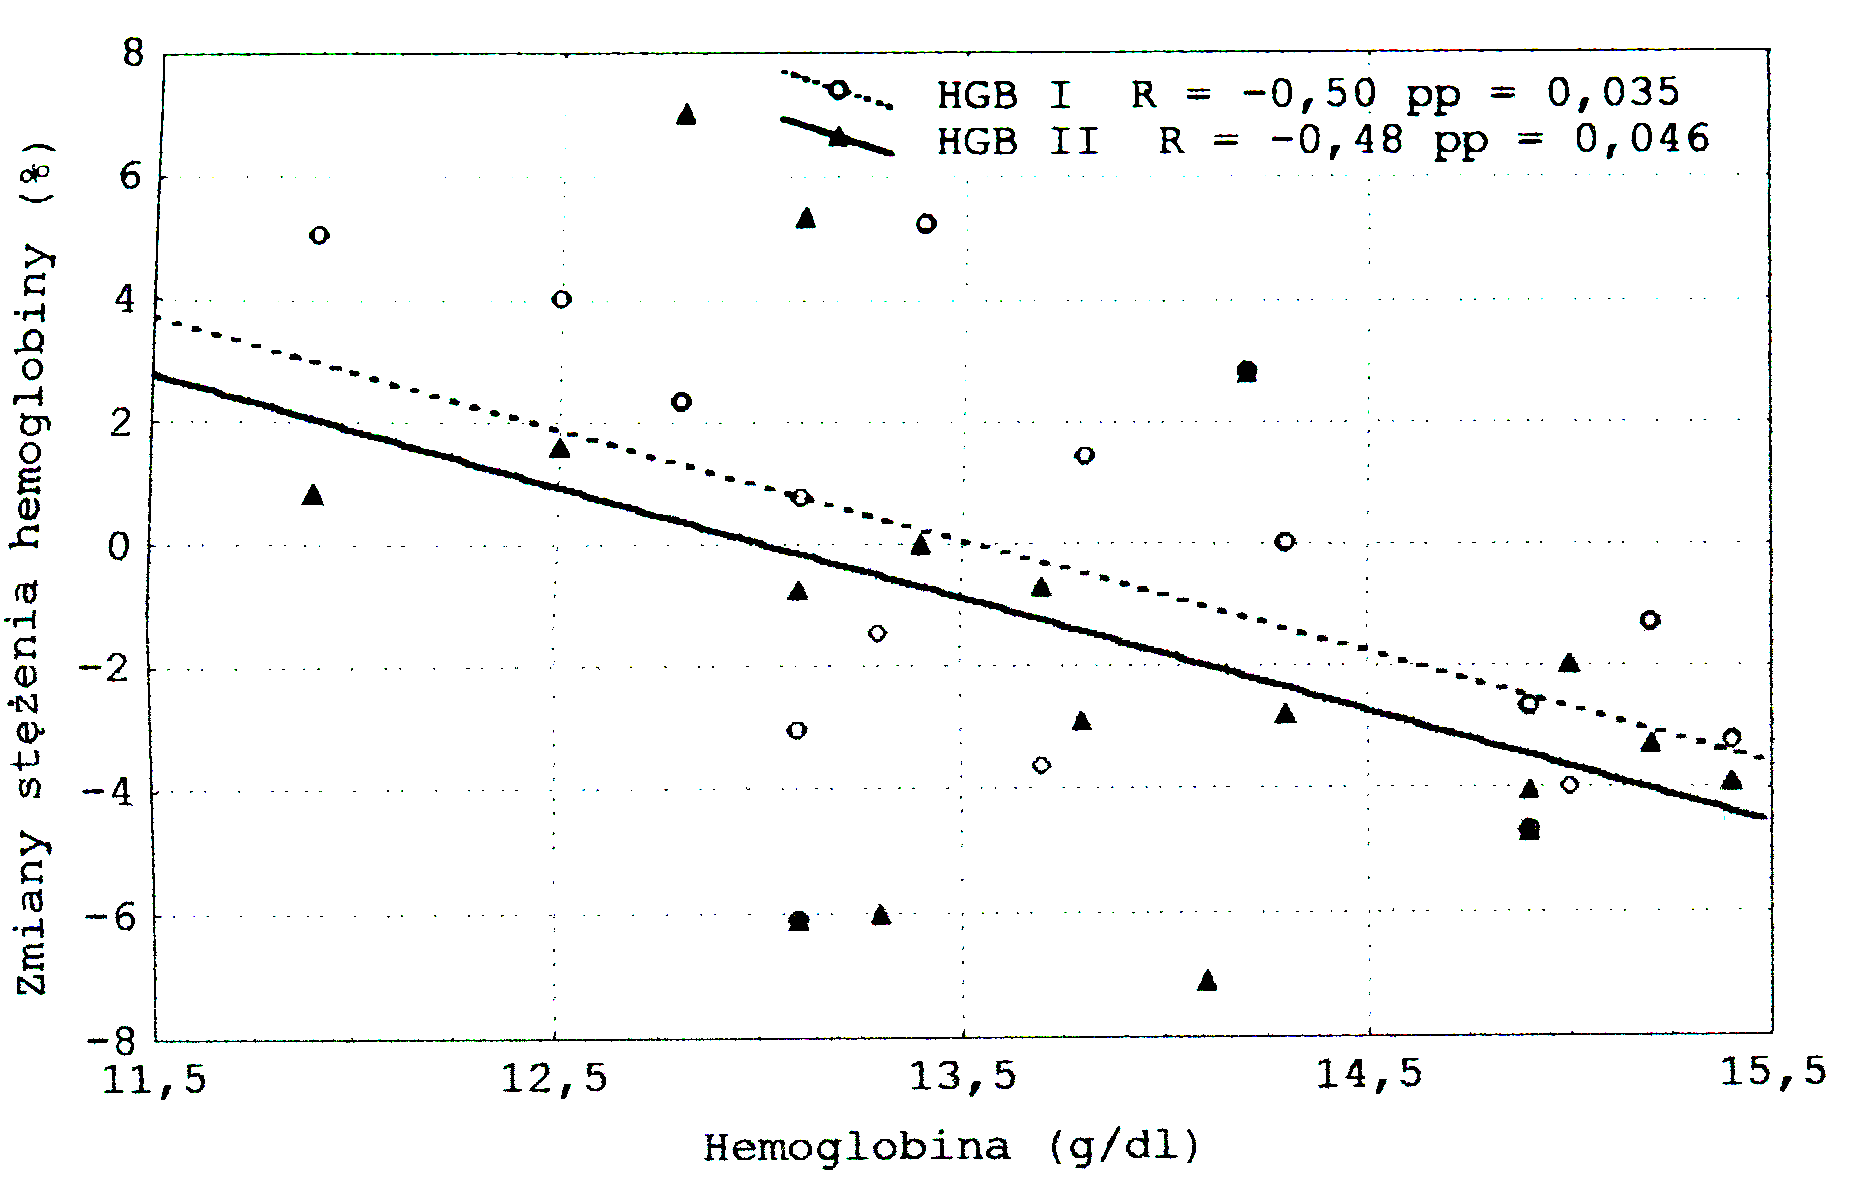 Zmiany stężenia hemoglobiny (%)
8
6
4
2
0
-2
-4
-6
-8
HGB I R = -0,50 pp = 0,035
HGB II R = -0,48 pp = 0,046
11,5 12,5 13,5 14,5 15,5
Hemoglobina (g/dl)